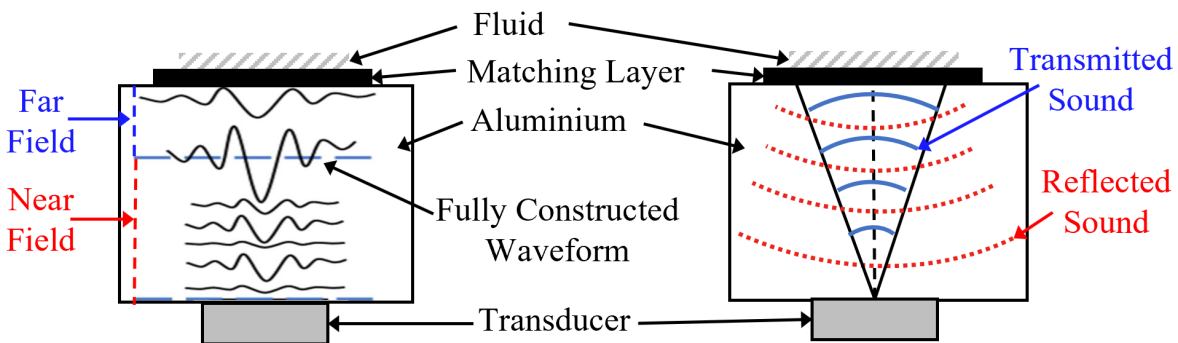 Fluid
Matching Layer
Aluminium
Far
Field
Near
Field
Fully Constructed
Waveform
Transducer
Transmitted
Sound
Reflected
Sound